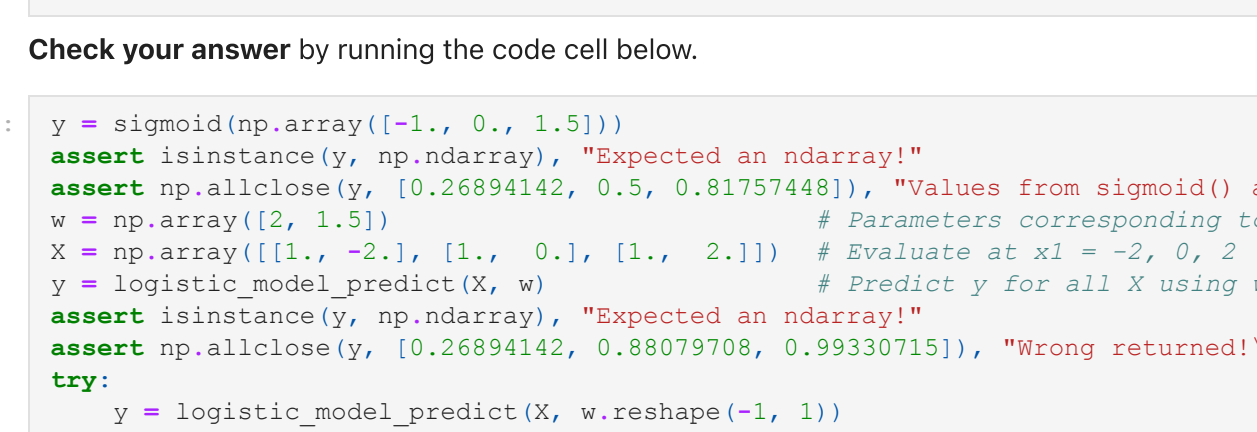 Check your answer by running the code cell below.
:
y = sigmoid(np.array([-1., 0., 1.5]))
assert isinstance(y, np.ndarray), "Expected an ndarray!"
assert np.allclose(y, [0.26894142, 0.5, 0.81757448]), "Values from sigmoid()
w = np.array([2, 1.5]) # Parameters corresponding to
X = np.array([[1., -2.], [1., 0.], [1., 2.]]) # Evaluate at x1 = -2, 0, 2
y = logistic_model_predict(X, w) # Predict y for all X using
assert isinstance(y, np.ndarray), "Expected an ndarray!"
assert np.allclose(y, [0.26894142, 0.88079708, 0.99330715]), "Wrong returned!
try:
    y = logistic_model_predict(X, w.reshape(-1, 1))